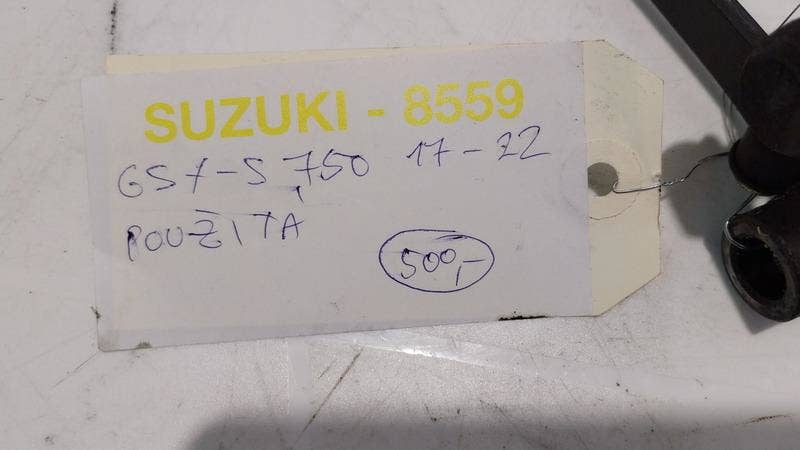 SUZUKI - 8559
GSX-S 750 17-22
POUŽITÁ
500,-